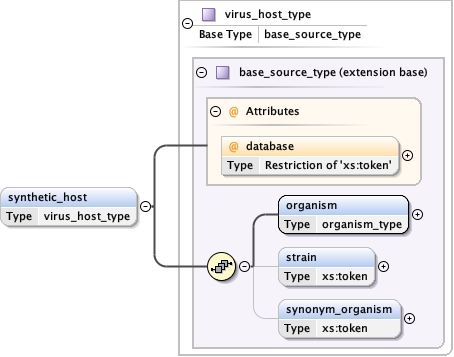 virus_host_type
Base Type base_source_type
base_source_type (extension base)
@ Attributes
@ database
Type Restriction of 'xs:token'
synthetic_host
Type virus_host_type
organism
Type organism_type
strain
Type xs:token
synonym_organism
Type xs:token